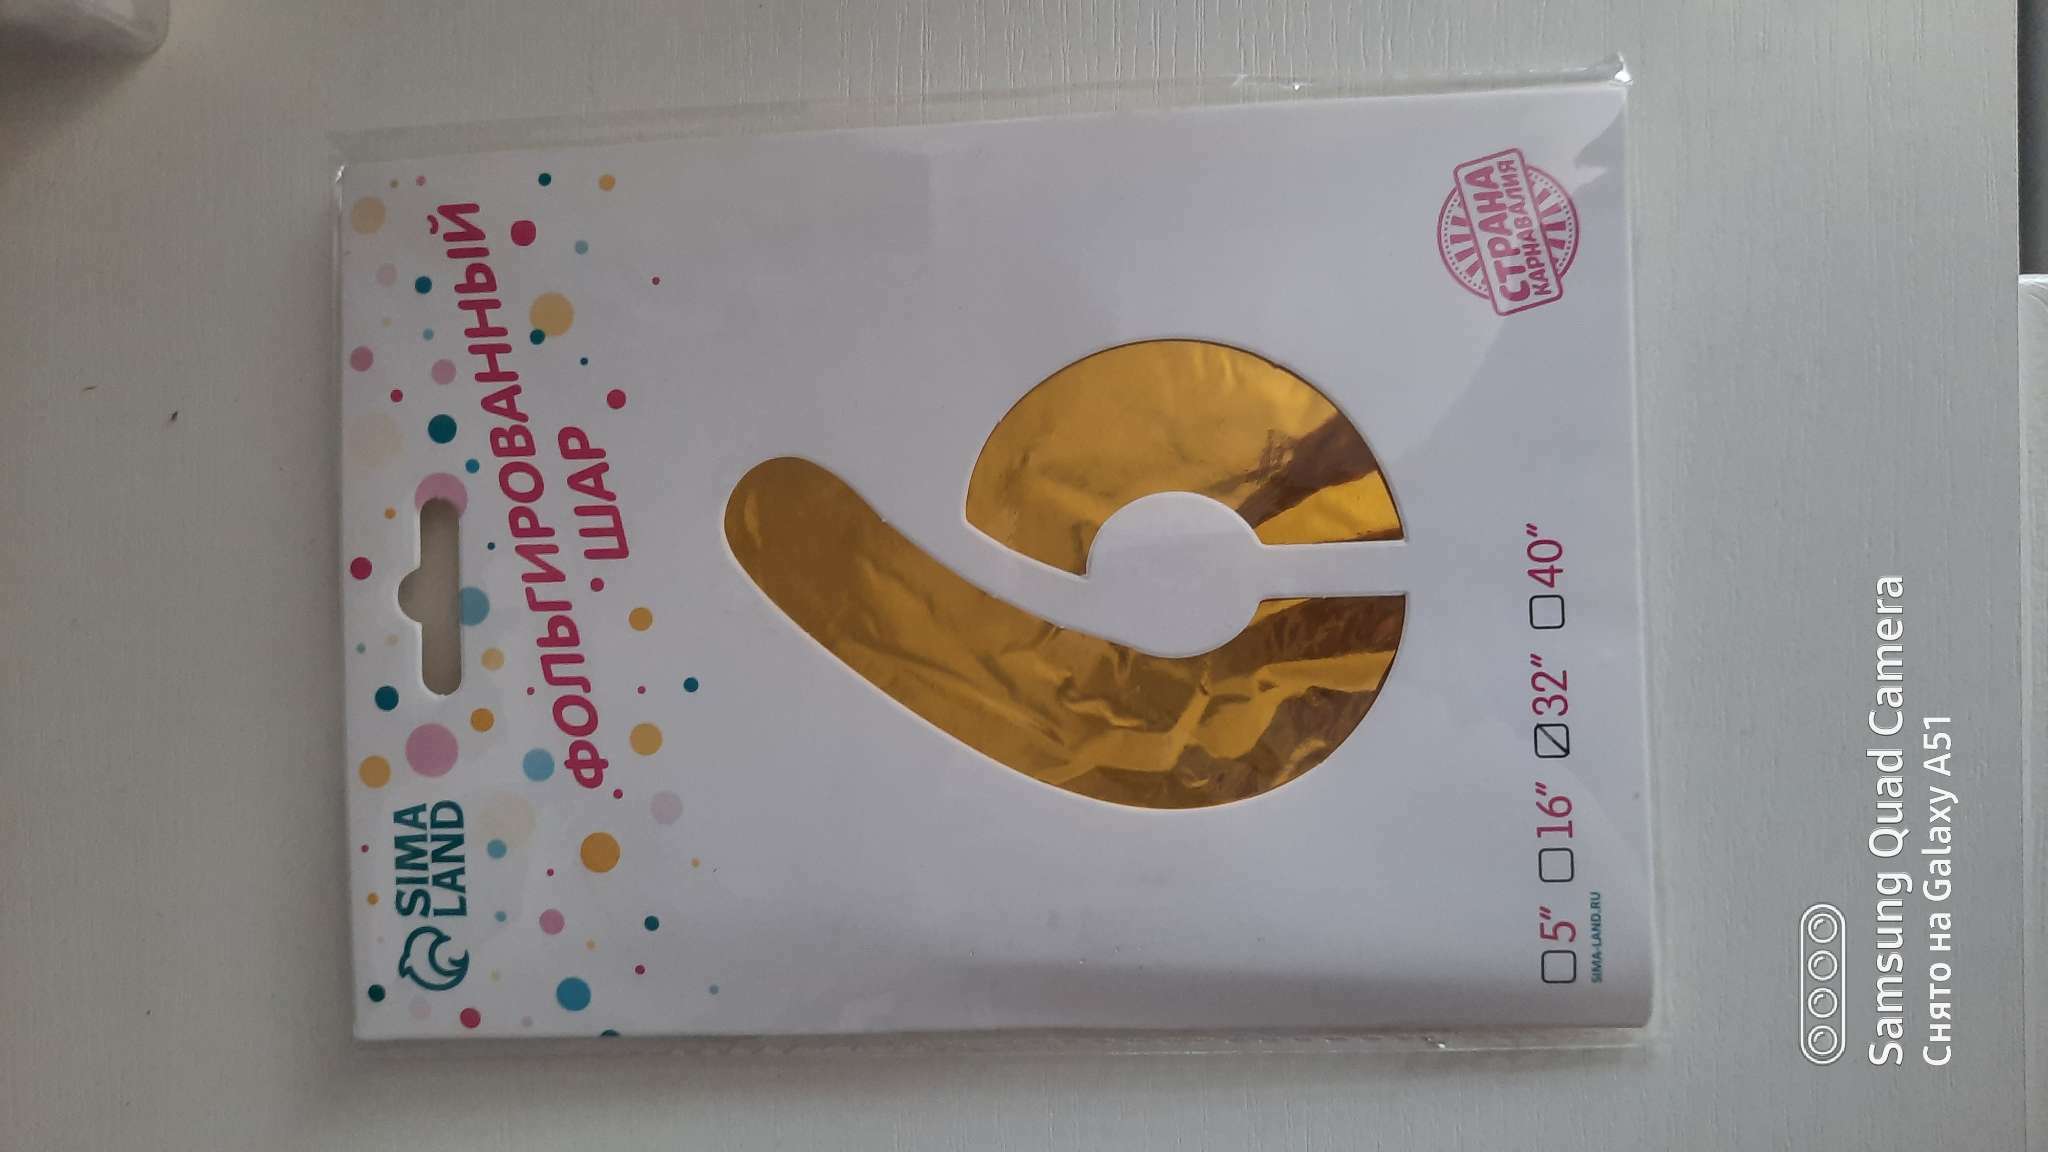 SIMA
LAND
ФОЛЬГИРОВАННЫЙ
ШАР
6
5” 16” 32” 40”
SIMA-LAND.RU
СТРАНА
КАРНАВАЛИЯ
Samsung Quad Camera
Снято на Galaxy A51